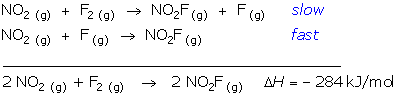 NO₂ (g) + F₂ (g) → NO₂F(g) + F(g) slow
NO₂ (g) + F(g) → NO₂F(g) fast
2 NO₂ (g) + F₂ (g) → 2 NO₂F(g) ΔH = − 284 kJ/mol